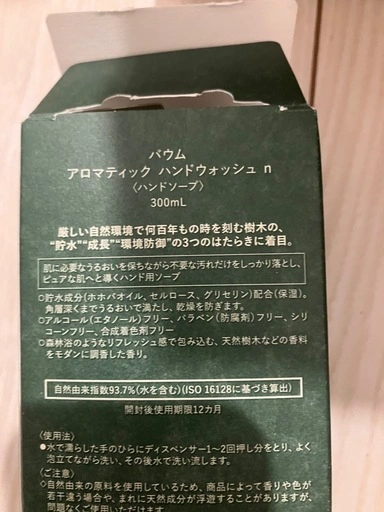 バウム
アロマティック ハンドウォッシュ n
〈ハンドソープ〉
300mL
厳しい自然環境で何百年もの時を刻む樹木の、
“貯水”“成長”“環境防御”の3つのはたらきに着目。
肌に必要なうるおいを保ちながら不要な汚れだけをしっかり落とし、
ピュアな肌へと導くハンド用ソープ
○貯水成分(ホホバオイル、セルロース、グリセリン)配合(保湿)。
角層深くまでうるおいで満たし、乾燥を防ぎます。
○アルコール(エタノール)フリー、パラベン(防腐剤)フリー、シリ
コーンフリー、合成着色剤フリー
○森林浴のようなリフレッシュ感で包み込む、天然樹木などの香料
をモダンに調香した香り。
自然由来指数93.7%(水を含む)(ISO 16128に基づき算出)
開封後使用期限12カ月
〈使用法〉
●水で濡らした手のひらにディスペンサー1〜2回押し分をとり、よく
泡立てながら洗い、その後水で洗い流します。
〈ご注意〉
○自然由来の原料を使用しているため、商品によって香りや色が
若干違う場合や、まれに天然成分が浮遊することがありますが、
問題なくご使用いただけます。